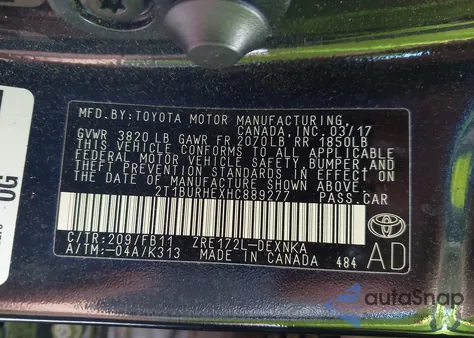 MFD.BY:TOYOTA MOTOR MANUFACTURING,
CANADA, INC. 03/17
GVWR 3820 LB GAWR FR 2070LB RR 1850LB
THIS VEHICLE CONFORMS TO ALL APPLICABLE
FEDERAL MOTOR VEHICLE SAFETY, BUMPER, AND
THEFT PREVENTION STANDARDS IN EFFECT ON
THE DATE OF MANUFACTURE SHOWN ABOVE.
2T1BURHEXHC889277 PASS.CAR
C/TR:209/FB11 ZRE172L-DEXNKA
A/TM:-04A/K313 MADE IN CANADA 484
AD
OG
autoSnap